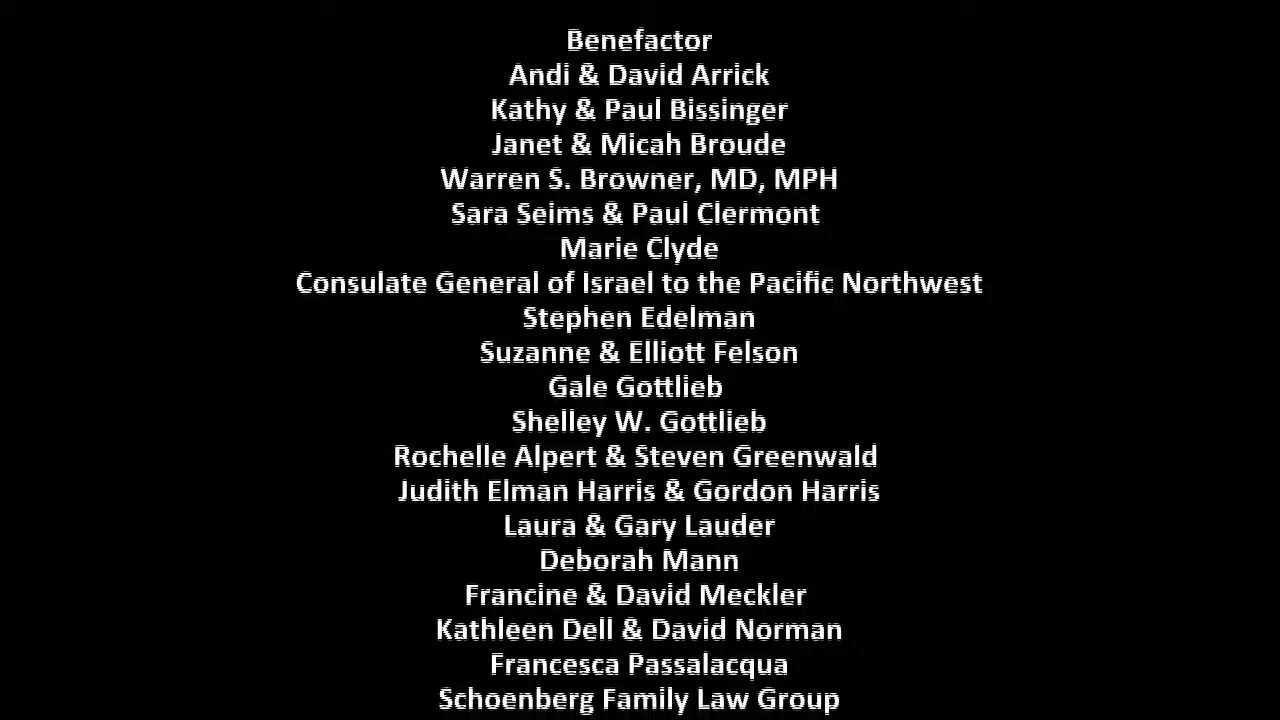 Benefactor
Andi & David Arrick
Kathy & Paul Bissinger
Janet & Micah Broude
Warren S. Browner, MD, MPH
Sara Seims & Paul Clermont
Marie Clyde
Consulate General of Israel to the Pacific Northwest
Stephen Edelman
Suzanne & Elliott Felson
Gale Gottlieb
Shelley W. Gottlieb
Rochelle Alpert & Steven Greenwald
Judith Elman Harris & Gordon Harris
Laura & Gary Lauder
Deborah Mann
Francine & David Meckler
Kathleen Dell & David Norman
Francesca Passalacqua
Schoenberg Family Law Group